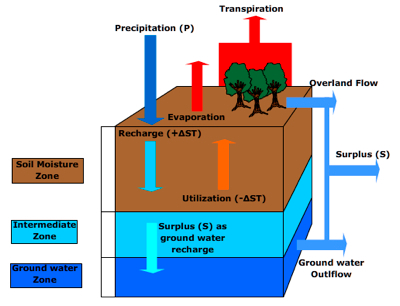 Transpiration
Precipitation (P)
Overland Flow
Evaporation
Recharge (+ΔST)
Surplus (S)
Soil Moisture
Zone
Utilization (-ΔST)
Intermediate
Zone
Surplus (S) as
ground water
recharge
Ground water
Zone
Ground water
Outlflow